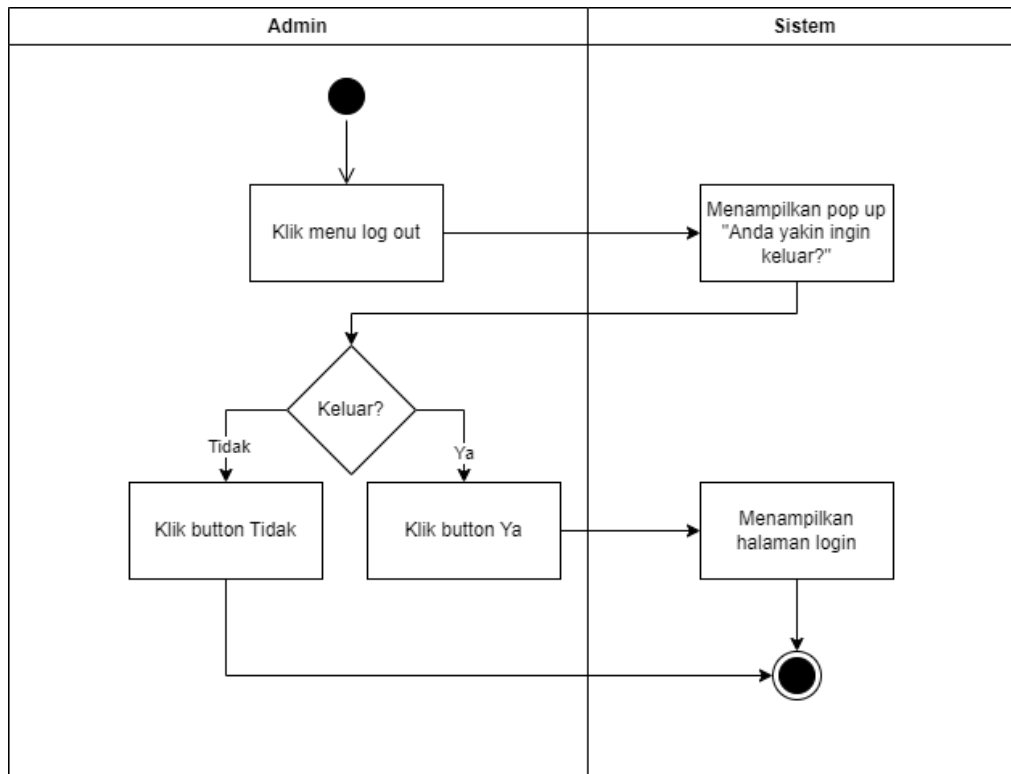 Admin
Sistem
Klik menu log out
Menampilkan pop up
"Anda yakin ingin
keluar?"
Keluar?
Tidak
Ya
Klik button Tidak
Klik button Ya
Menampilkan
halaman login